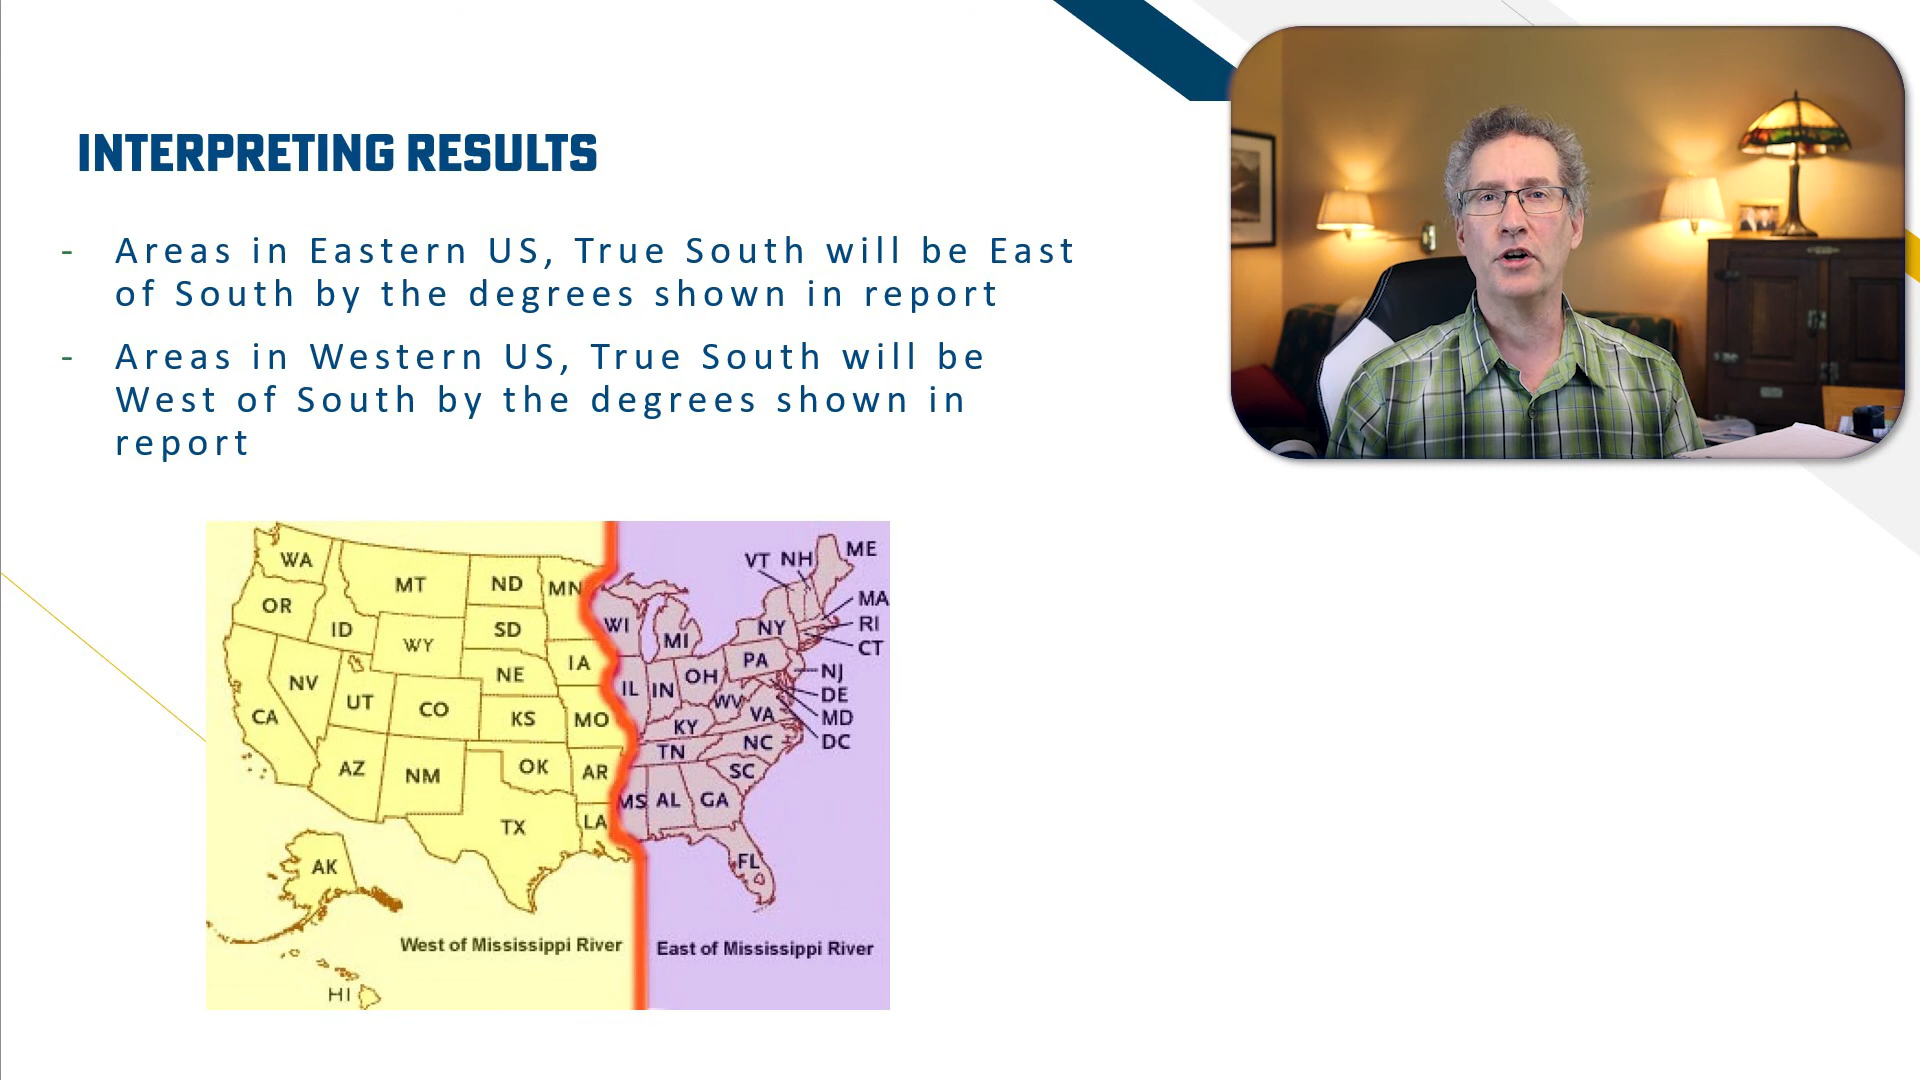 INTERPRETING RESULTS
- Areas in Eastern US, True South will be East
of South by the degrees shown in report
- Areas in Western US, True South will be
West of South by the degrees shown in
report
WA
MT
ND
MN
VT NH
ME
OR
ID
WY
SD
WI
MI
NY
MA
RI
CT
NV
UT
CO
NE
IA
IL
IN
OH
PA
NJ
DE
MD
DC
CA
KS
MO
KY
WV
VA
AZ
NM
OK
AR
TN
NC
SC
TX
LA
MS
AL
GA
FL
AK
HI
West of Mississippi River
East of Mississippi River